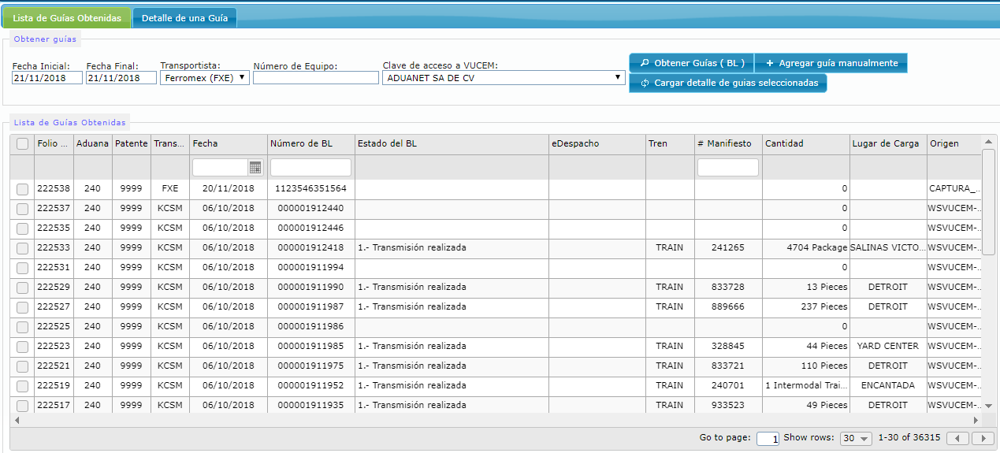 Lista de Guías Obtenidas Detalle de una Guía
Obtener guías
Fecha Inicial: Fecha Final: Transportista: Número de Equipo: Clave de acceso a VUCEM:
21/11/2018 21/11/2018 Ferromex (FXE) ADUANET SA DE CV
Obtener Guías ( BL ) Agregar guía manualmente
Cargar detalle de guias seleccionadas
Lista de Guías Obtenidas
Folio ... Aduana Patente Trans... Fecha Número de BL Estado del BL eDespacho Tren # Manifiesto Cantidad Lugar de Carga Origen
222538 240 9999 FXE 20/11/2018 1123546351564 0 CAPTURA_...
222537 240 9999 KCSM 06/10/2018 000001912440 0 WSVUCEM-...
222535 240 9999 KCSM 06/10/2018 000001912446 0 WSVUCEM-...
222533 240 9999 KCSM 06/10/2018 000001912418 1.- Transmisión realizada TRAIN 241265 4704 Package SALINAS VICTO... WSVUCEM-...
222531 240 9999 KCSM 06/10/2018 000001911994 0 WSVUCEM-...
222529 240 9999 KCSM 06/10/2018 000001911990 1.- Transmisión realizada TRAIN 833728 13 Pieces DETROIT WSVUCEM-...
222527 240 9999 KCSM 06/10/2018 000001911987 1.- Transmisión realizada TRAIN 889666 237 Pieces DETROIT WSVUCEM-...
222525 240 9999 KCSM 06/10/2018 000001911986 0 WSVUCEM-...
222523 240 9999 KCSM 06/10/2018 000001911985 1.- Transmisión realizada TRAIN 328845 44 Pieces YARD CENTER WSVUCEM-...
222521 240 9999 KCSM 06/10/2018 000001911975 1.- Transmisión realizada TRAIN 833721 110 Pieces DETROIT WSVUCEM-...
222519 240 9999 KCSM 06/10/2018 000001911952 1.- Transmisión realizada TRAIN 240701 1 Intermodal Trai... ENCANTADA WSVUCEM-...
222517 240 9999 KCSM 06/10/2018 000001911935 1.- Transmisión realizada TRAIN 933523 49 Pieces DETROIT WSVUCEM-...
Go to page: 1 Show rows: 30 1-30 of 36315